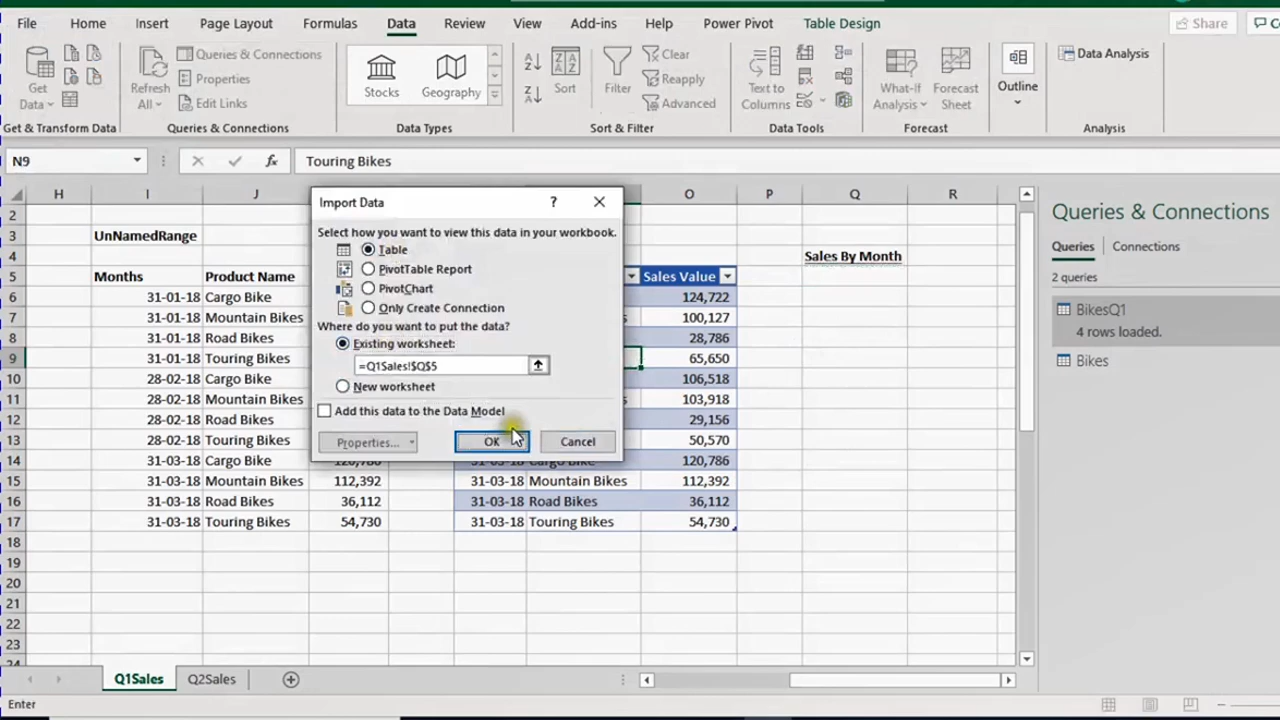 File Home Insert Page Layout Formulas Data Review View Add-ins Help Power Pivot Table Design Share
Get Data Refresh All Queries & Connections Properties Edit Links Stocks Geography Sort Filter Clear Reapply Advanced Text to Columns What-If Analysis Forecast Sheet Outline Data Analysis
Get & Transform Data Queries & Connections Data Types Sort & Filter Data Tools Forecast Analysis
N9 fx Touring Bikes
H I J O P Q R
2
3 UnNamedRange
4 Sales By Month
5 Months Product Name Sales Value
6 31-01-18 Cargo Bike 124,722
7 31-01-18 Mountain Bikes 100,127
8 31-01-18 Road Bikes 28,786
9 31-01-18 Touring Bikes 65,650
10 28-02-18 Cargo Bike 106,518
11 28-02-18 Mountain Bikes 103,918
12 28-02-18 Road Bikes 29,156
13 28-02-18 Touring Bikes 50,570
14 31-03-18 Cargo Bike 120,786 31-03-18 Cargo Bike 120,786
15 31-03-18 Mountain Bikes 112,392 31-03-18 Mountain Bikes 112,392
16 31-03-18 Road Bikes 36,112 31-03-18 Road Bikes 36,112
17 31-03-18 Touring Bikes 54,730 31-03-18 Touring Bikes 54,730
18
19
20
21
22
23
24
Import Data ?
Select how you want to view this data in your workbook.
Table
PivotTable Report
PivotChart
Only Create Connection
Where do you want to put the data?
Existing worksheet:
=Q1Sales!$Q$5
New worksheet
Add this data to the Data Model
Properties... OK Cancel
Queries & Connections
Queries Connections
2 queries
BikesQ1
4 rows loaded.
Bikes
Q1Sales Q2Sales
Enter